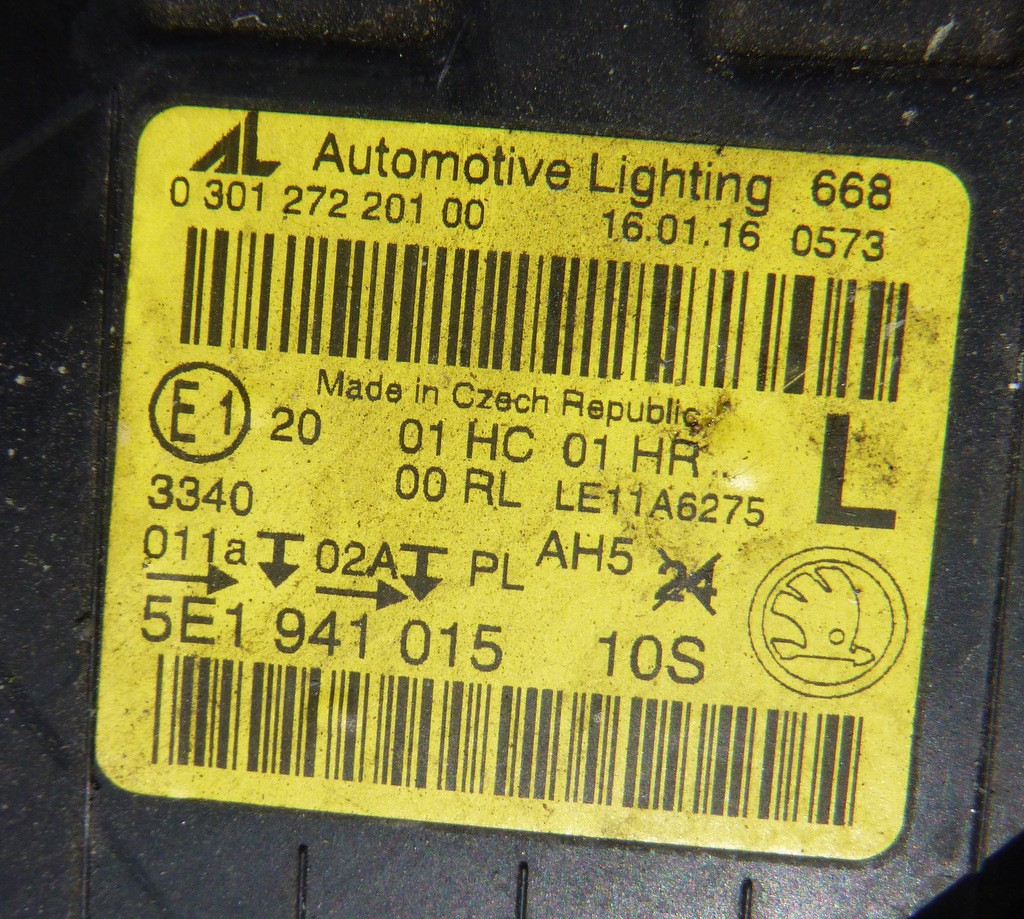 AL Automotive Lighting 668
0 301 272 201 00 16.01.16 0573
Made in Czech Republic
E1 20 01 HC 01 HR L
3340 00 RL LE11A6275
011a 02A PL AH5 24
5E1 941 015 10S